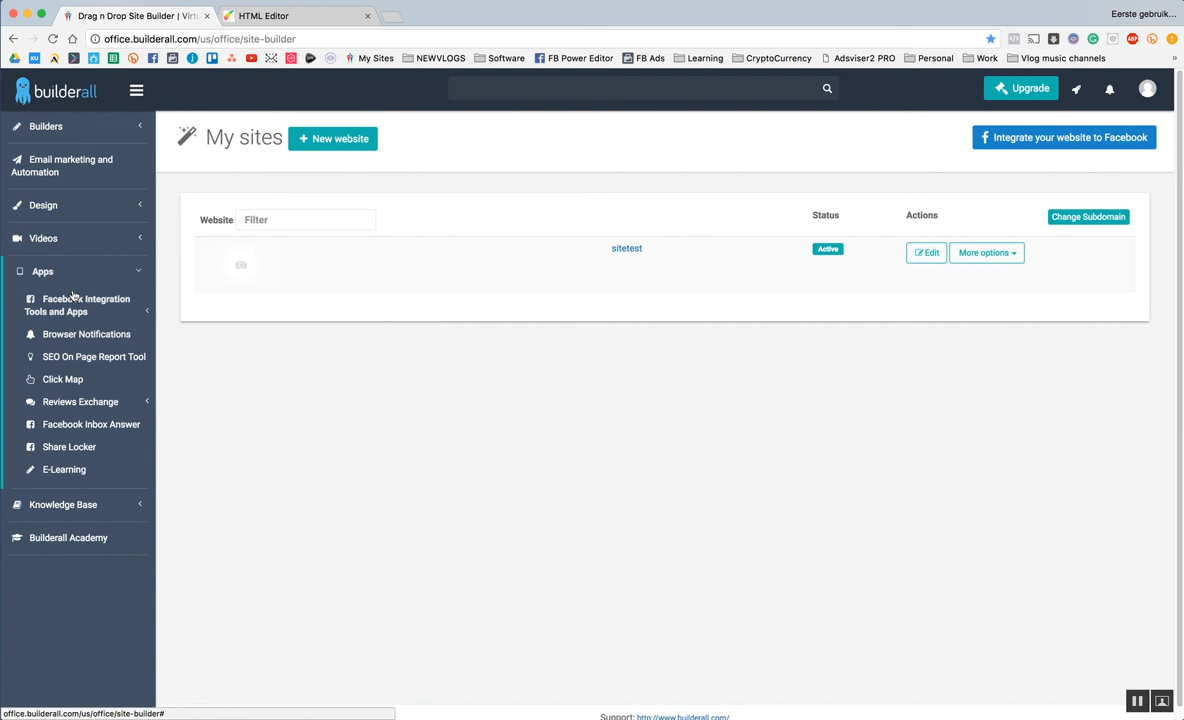 Drag n Drop Site Builder | Virtu
HTML Editor
Eerste gebruik...
office.builderall.com/us/office/site-builder
My Sites
NEWVLOGS
Software
FB Power Editor
FB Ads
Learning
CryptoCurrency
Adviser2 PRO
Personal
Work
Vlog music channels
»
builderall
Upgrade
Builders
Email marketing and
Automation
Design
Videos
Apps
Facebook Integration
Tools and Apps
Browser Notifications
SEO On Page Report Tool
Click Map
Reviews Exchange
Facebook Inbox Answer
Share Locker
E-Learning
Knowledge Base
Builderall Academy
My sites
+ New website
Integrate your website to Facebook
Website
Filter
Status
Actions
Change Subdomain
sitetest
Active
Edit
More options
office.builderall.com/us/office/site-builder#
Support: http://www.builderall.com/